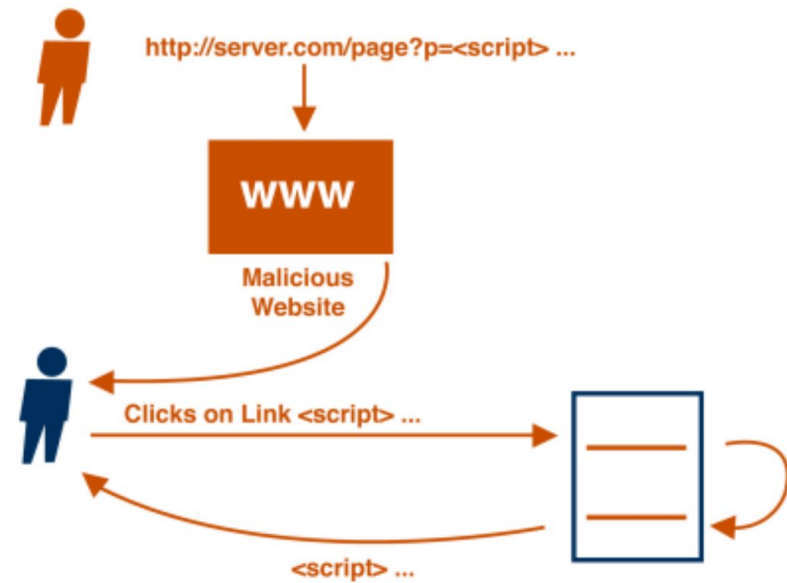 http://server.com/page?p=<script> ...
www
Malicious
Website
Clicks on Link <script> ...
<script> ...